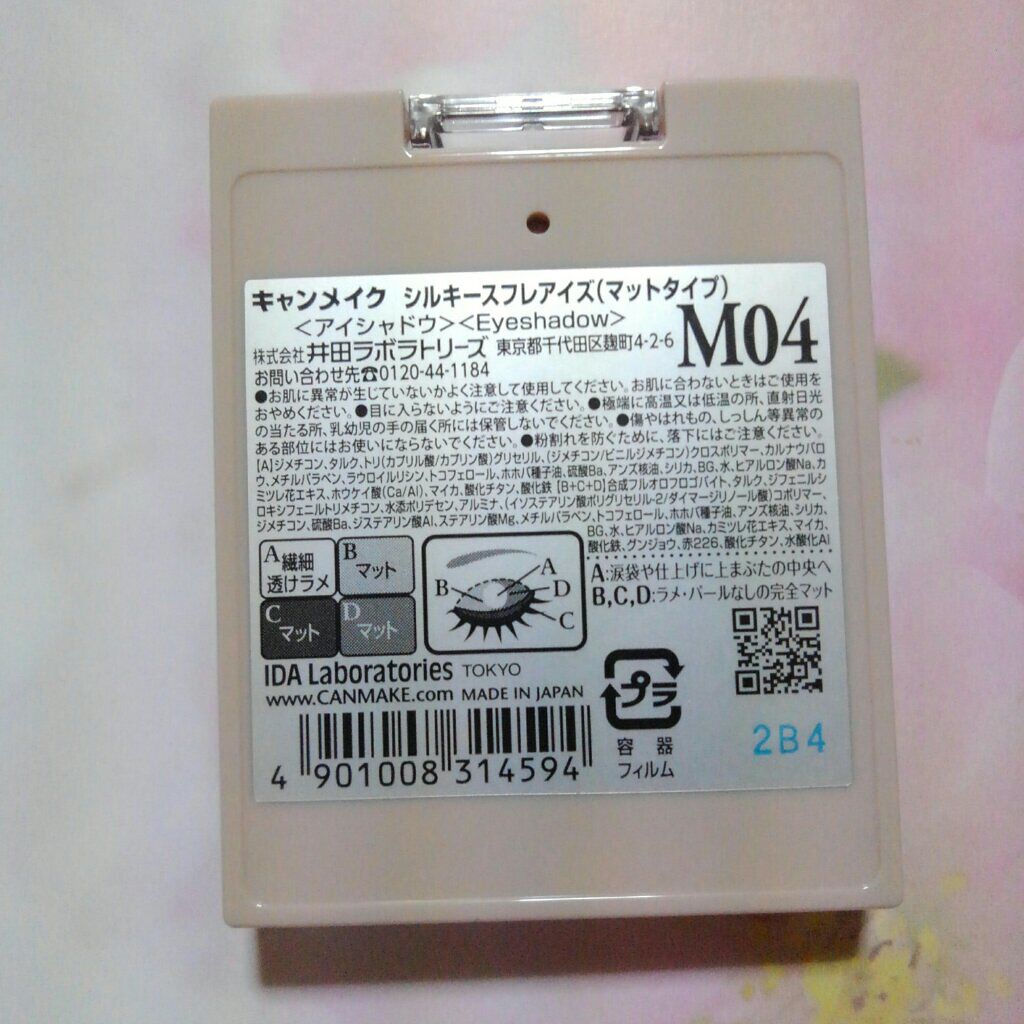 キャンメイク シルキースフレアイズ(マットタイプ)
<アイシャドウ><Eyeshadow>
M04
株式会社 井田ラボラトリーズ 東京都千代田区麹町4-2-6
お問い合わせ先☎0120-44-1184
●お肌に異常が生じていないかよく注意して使用してください。お肌に合わないときはご使用を
おやめください。●目に入らないようにご注意ください。●極端に高温又は低温の所、直射日光
の当たる所、乳幼児の手の届く所には保管しないでください。●傷やはれもの、しっしん等異常の
ある部位にはお使いにならないでください。●粉割れを防ぐために、落下にはご注意ください。
【A】ジメチコン、タルク、トリ(カプリル酸/カプリン酸)グリセリル、(ジメチコン/ビニルジメチコン)クロスポリマー、カルナウバロ
ウ、メチルパラベン、ラウロイルリシン、トコフェロール、ホホバ種子油、硫酸Ba、アンズ核油、シリカ、BG、水、ヒアルロン酸Na、カ
ミツレ花エキス、ホウケイ酸(Ca/Al)、マイカ、酸化チタン、酸化鉄【B+C+D】合成フルオロフロゴパイト、タルク、ジフェニルシ
ロキシフェニルトリメチコン、水添ポリデセン、アルミナ、(イソステアリン酸ポリグリセリル-2/ダイマージリノール酸)コポリマー、
ジメチコン、硫酸Ba、ジステアリン酸Al、ステアリン酸Mg、メチルパラベン、トコフェロール、ホホバ種子油、アンズ核油、シリカ、
BG、水、ヒアルロン酸Na、カミツレ花エキス、マイカ、
酸化鉄、グンジョウ、赤226、酸化チタン、水酸化Al
A 繊細
透けラメ
B マット
C マット
D マット
A
B
D
C
A:涙袋や仕上げに上まぶたの中央へ
B,C,D:ラメ・パールなしの完全マット
IDA Laboratories TOKYO
www.CANMAKE.com MADE IN JAPAN
プラ
容器
フィルム
2B4
4 901008 314594